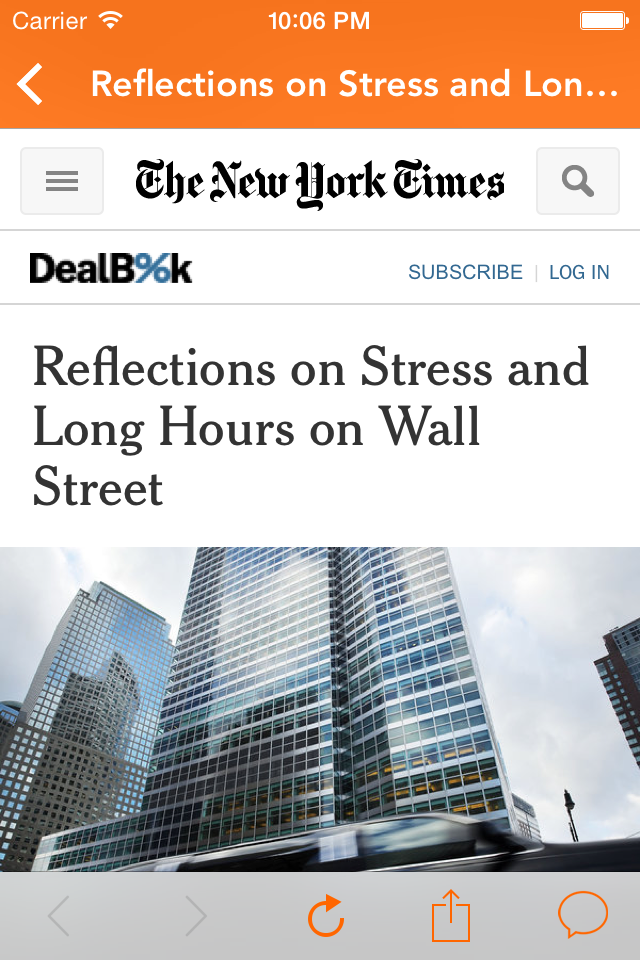 Carrier 10:06 PM
Reflections on Stress and Lon...
The New York Times
DealB%k SUBSCRIBE | LOG IN
Reflections on Stress and
Long Hours on Wall
Street